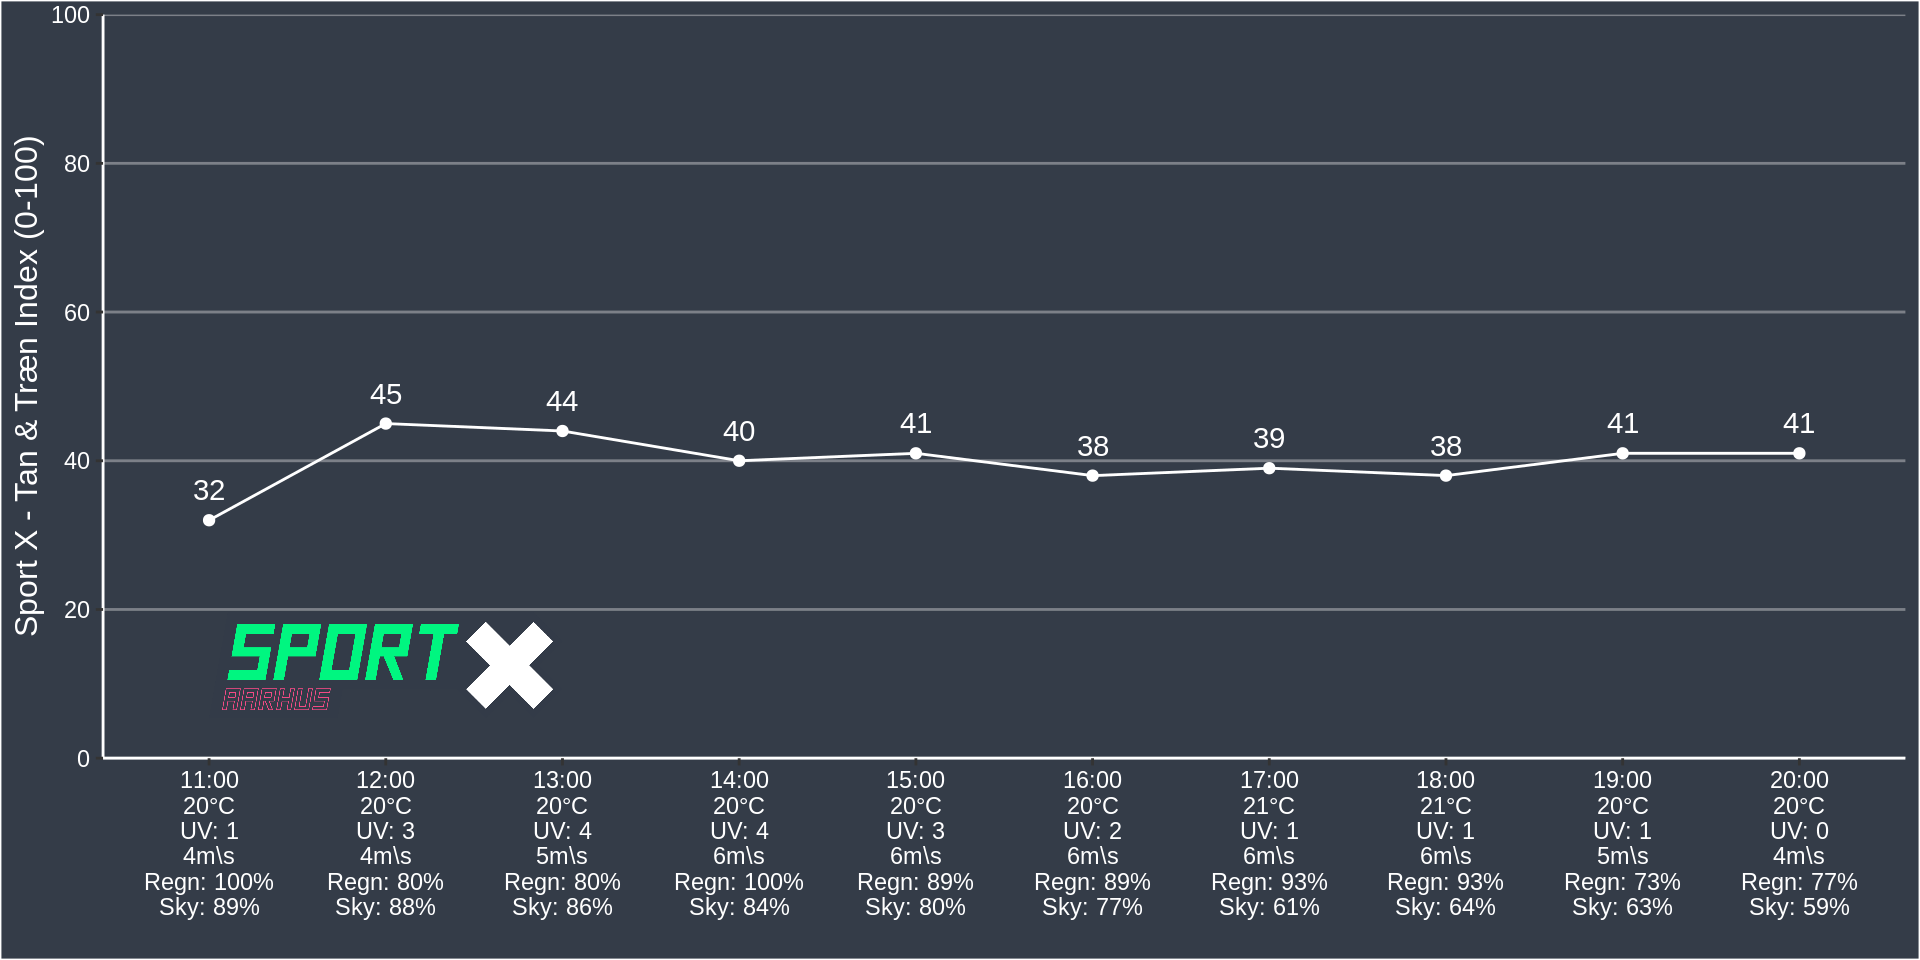 Sport X - Tan & Træn Index (0-100)
100
80
60
40
20
0
32
45
44
40
41
38
39
38
41
41
SPORT X
AARHUS
11:00 12:00 13:00 14:00 15:00 16:00 17:00 18:00 19:00 20:00
20°C 20°C 20°C 20°C 20°C 20°C 21°C 21°C 20°C 20°C
UV: 1 UV: 3 UV: 4 UV: 4 UV: 3 UV: 2 UV: 1 UV: 1 UV: 1 UV: 0
4m\s 4m\s 5m\s 6m\s 6m\s 6m\s 6m\s 6m\s 5m\s 4m\s
Regn: 100% Regn: 80% Regn: 80% Regn: 100% Regn: 89% Regn: 89% Regn: 93% Regn: 93% Regn: 73% Regn: 77%
Sky: 89% Sky: 88% Sky: 86% Sky: 84% Sky: 80% Sky: 77% Sky: 61% Sky: 64% Sky: 63% Sky: 59%